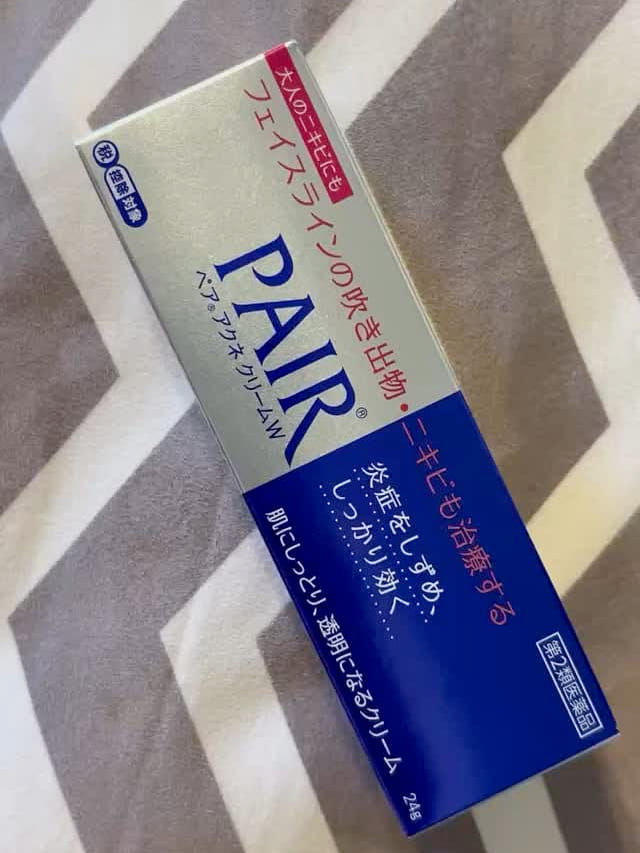 大人のニキビにも
フェイスラインの吹き出物・ニキビも治療する
税 控除対象
PAIR®
ペア®アクネクリームW
炎症をしずめ、
しっかり効く
肌にしっとり、透明になるクリーム
第2類医薬品
24g